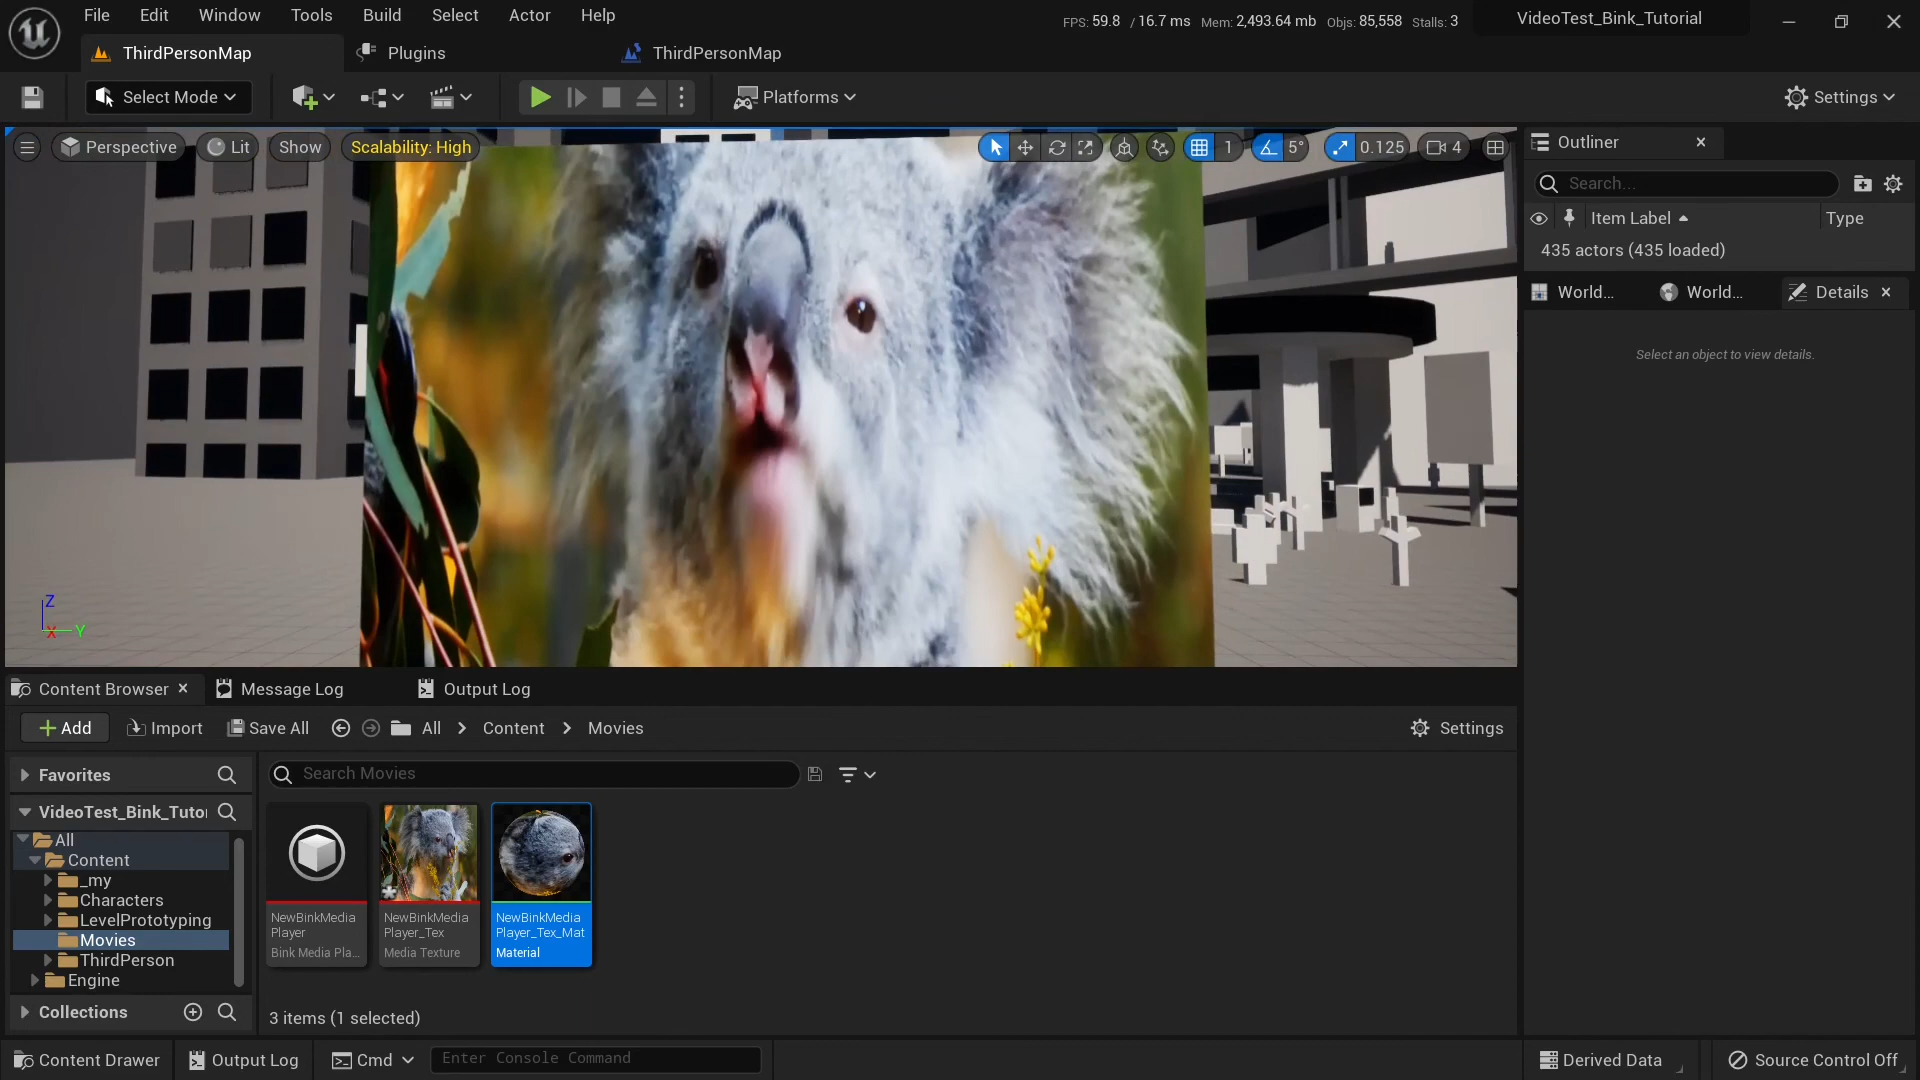 File Edit Window Tools Build Select Actor Help
FPS: 59.8 / 16.7 ms Mem: 2,493.64 mb Objs: 85,558 Stalls: 3
VideoTest_Bink_Tutorial
ThirdPersonMap
Plugins
ThirdPersonMap
Select Mode
Platforms
Settings
Perspective
Lit
Show
Scalability: High
1
5°
0.125
4
Z
X
Y
Outliner
Search...
Item Label
Type
435 actors (435 loaded)
World...
World...
Details
Select an object to view details.
Content Browser
Message Log
Output Log
Add
Import
Save All
All
Content
Movies
Settings
Favorites
VideoTest_Bink_Tutor
All
Content
_my
Characters
LevelPrototyping
Movies
ThirdPerson
Engine
Collections
Search Movies
NewBinkMedia
Player
Bink Media Pla...
NewBinkMedia
Player_Tex
Media Texture
NewBinkMedia
Player_Tex_Mat
Material
3 items (1 selected)
Content Drawer
Output Log
Cmd
Enter Console Command
Derived Data
Source Control Off